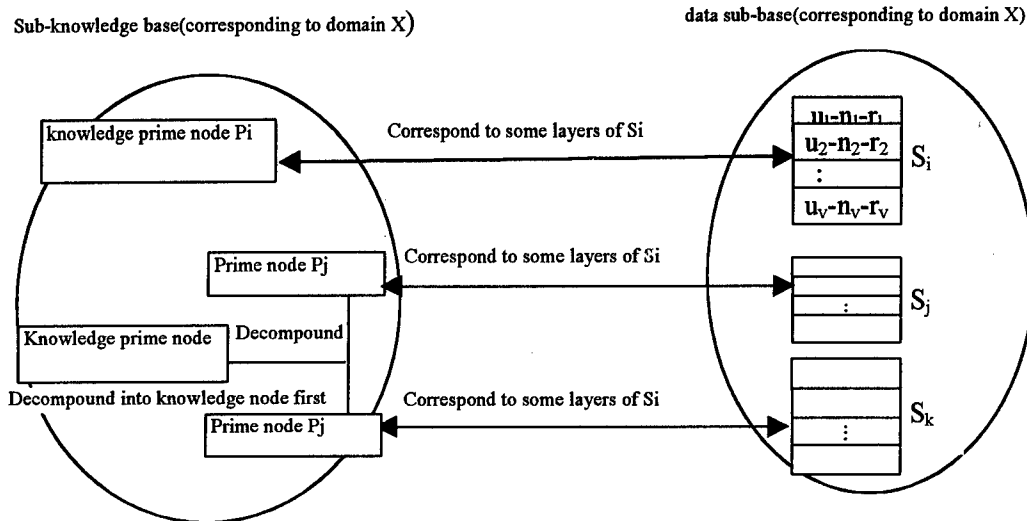 Sub-knowledge base(corresponding to domain X)
data sub-base(corresponding to domain X)
knowledge prime node Pi
Correspond to some layers of Si
u₁-n₁-r₁
u₂-n₂-r₂
⋮
uᵥ-nᵥ-rᵥ
Sᵢ
Prime node Pj
Correspond to some layers of Si
⋮
Sⱼ
Knowledge prime node
Decompound
Decompound into knowledge node first
Prime node Pj
Correspond to some layers of Si
⋮
Sₖ